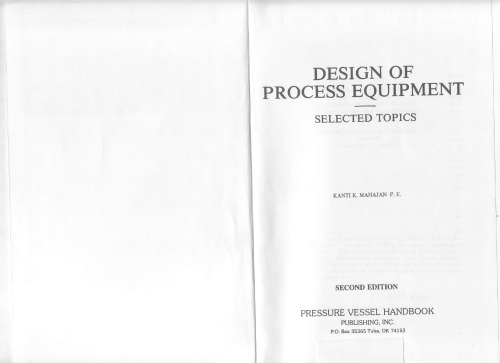 DESIGN OF
PROCESS EQUIPMENT
SELECTED TOPICS
KANTI K. MAHAJAN P. E.
SECOND EDITION
PRESSURE VESSEL HANDBOOK
PUBLISHING, INC.
P.O. Box 35365 Tulsa, OK 74153